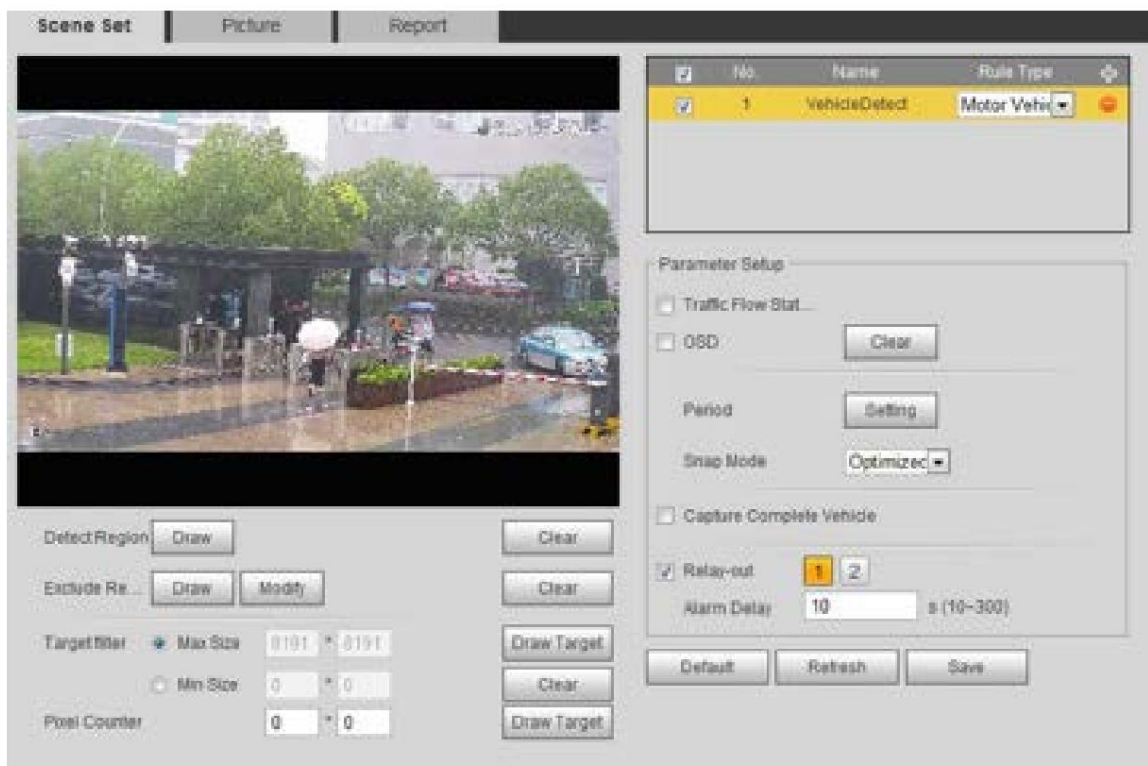 Scene Set Picture Report
No. Name Rule Type
1 VehicleDetect Motor Vehic
Parameter Setup
Traffic Flow Stat...
OSD Clear
Period Setting
Snap Mode Optimized
Capture Complete Vehicle
Relay-out 1 2
Alarm Delay 10 s (10~300)
Default Refresh Save
Detect Region Draw Clear
Exclude Re... Draw Modify Clear
Target filter Max Size 8191 * 8191 Draw Target
Min Size 0 * 0 Clear
Pixel Counter 0 * 0 Draw Target